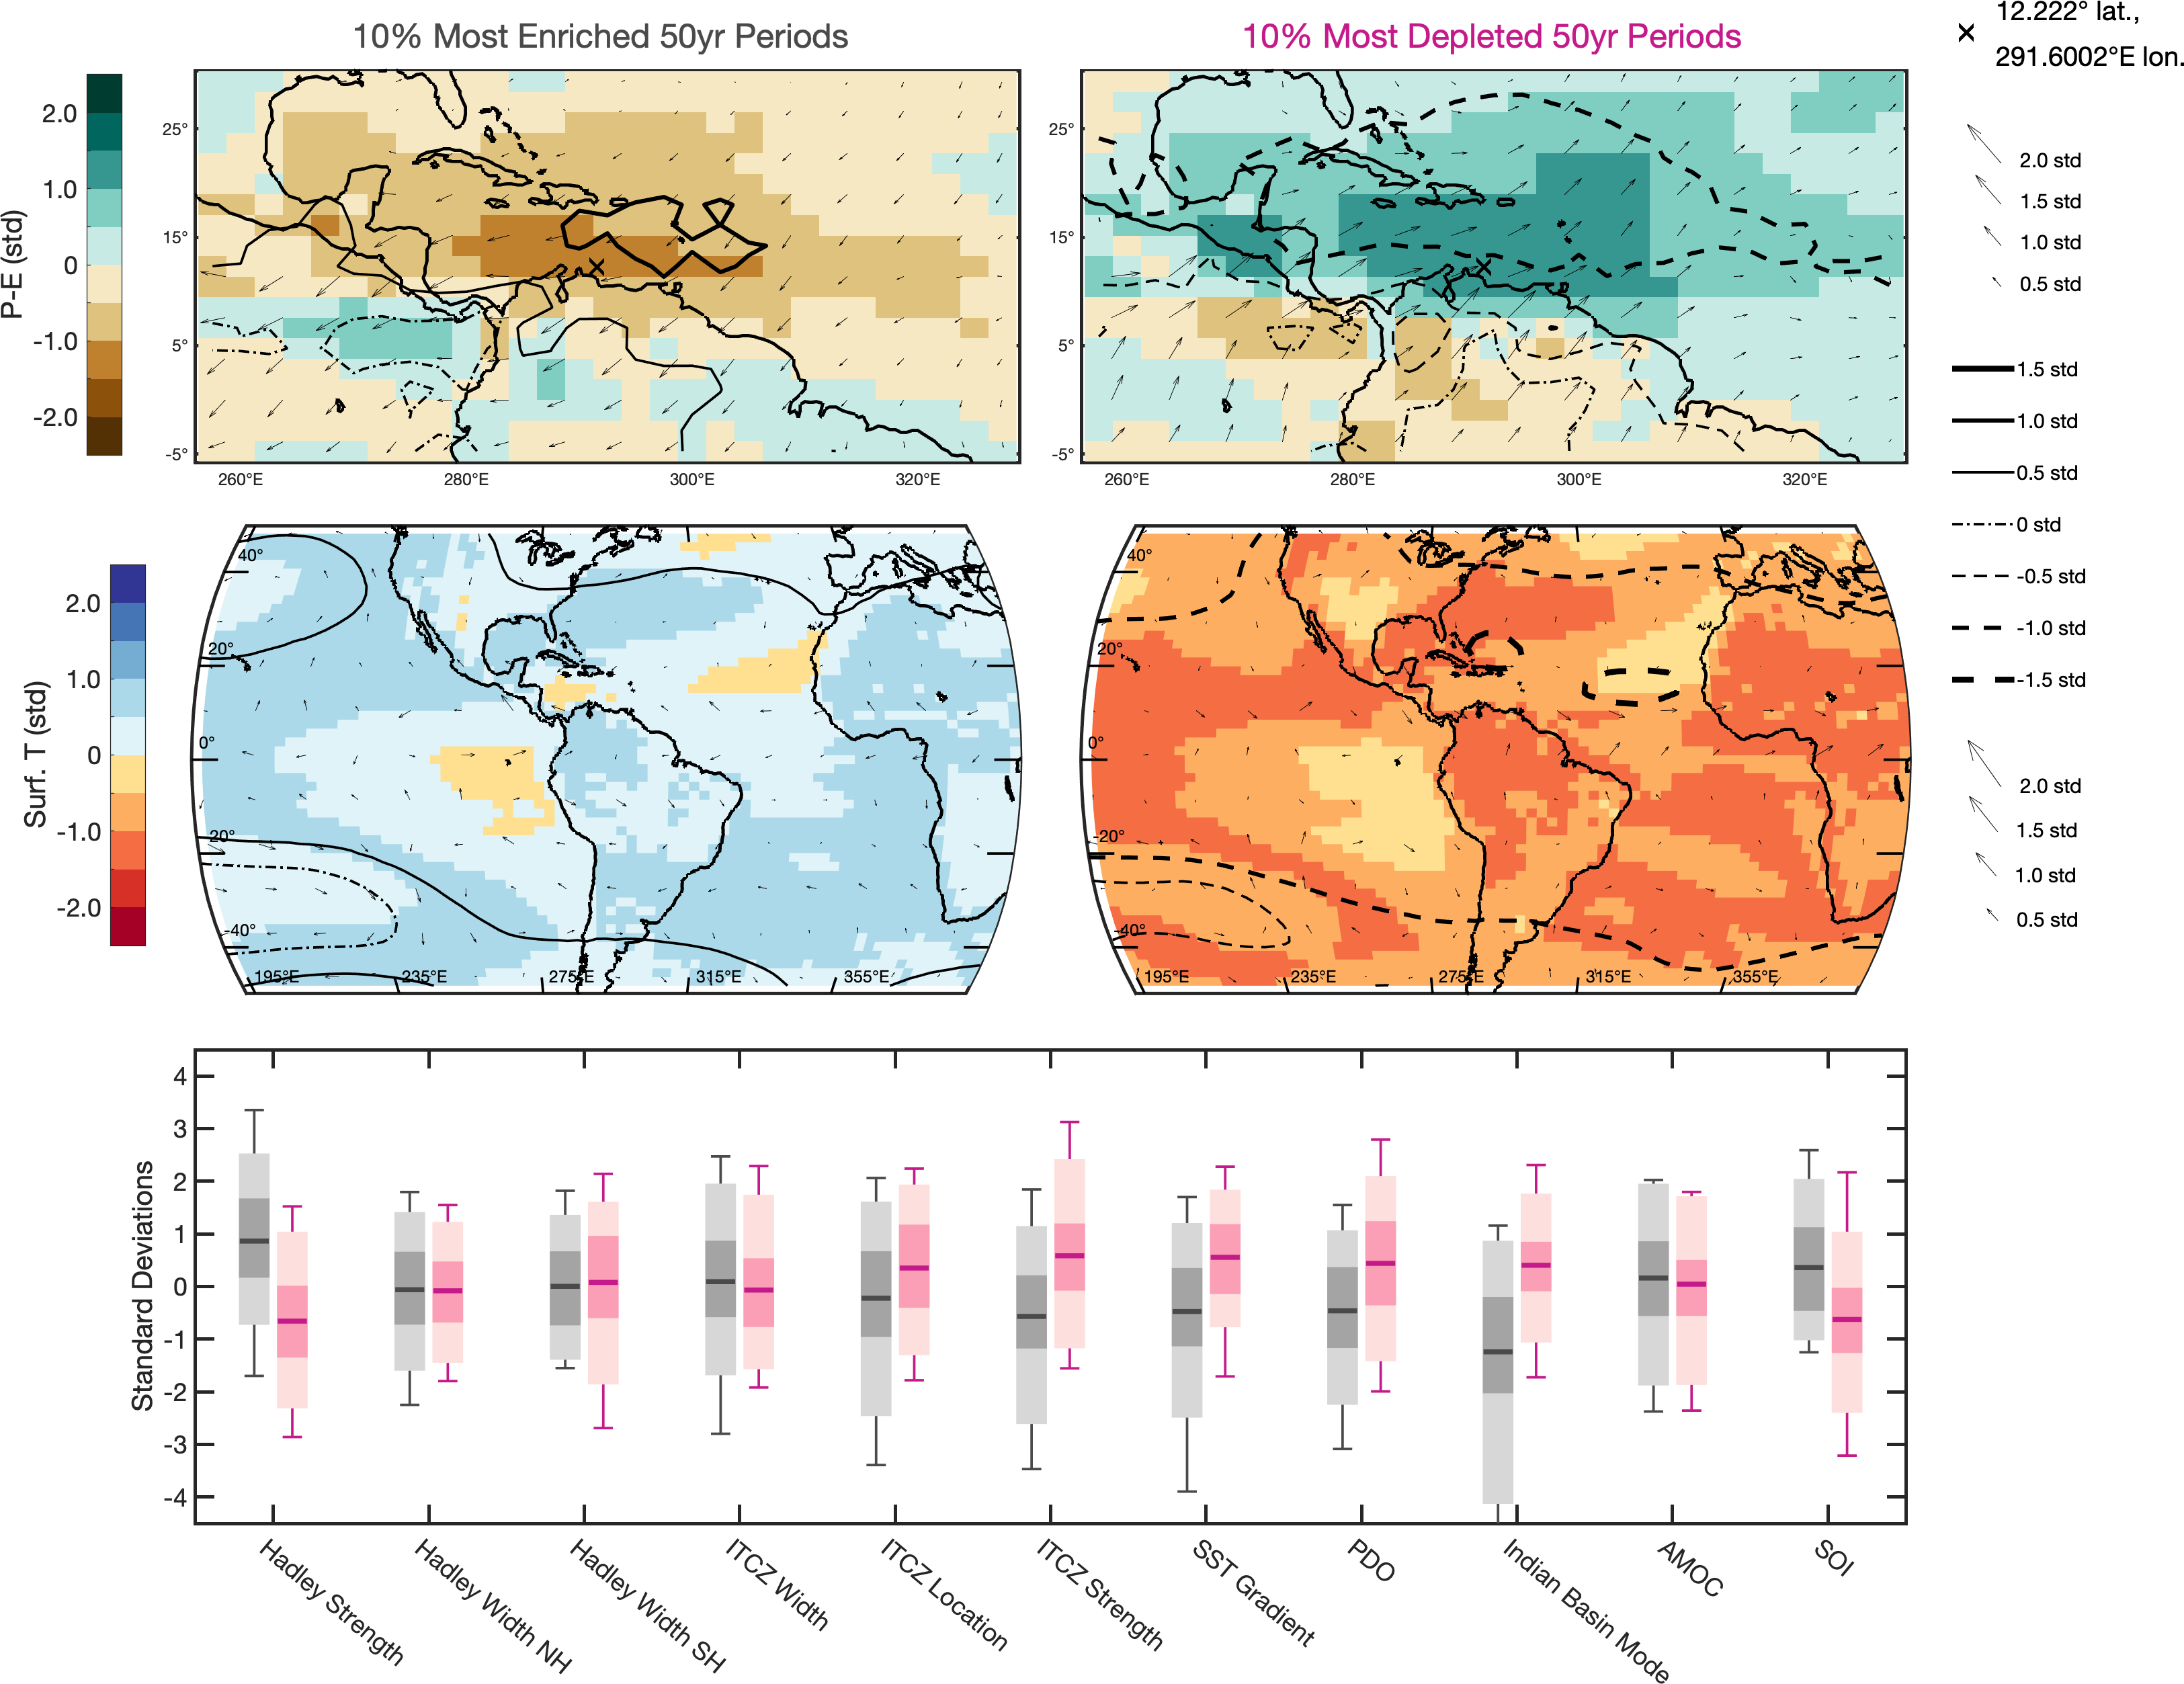 10% Most Enriched 50yr Periods
10% Most Depleted 50yr Periods
12.222° lat.,
291.6002°E lon.
P-E (std)
2.0
1.0
0
-1.0
-2.0
25°
15°
5°
-5°
260°E
280°E
300°E
320°E
25°
15°
5°
-5°
260°E
280°E
300°E
320°E
2.0 std
1.5 std
1.0 std
0.5 std
1.5 std
1.0 std
0.5 std
0 std
-0.5 std
-1.0 std
-1.5 std
2.0 std
1.5 std
1.0 std
0.5 std
Surf. T (std)
2.0
1.0
0
-1.0
-2.0
40°
20°
0°
-20°
-40°
195°E
235°E
275°E
315°E
355°E
40°
20°
0°
-20°
-40°
195°E
235°E
275°E
315°E
355°E
Standard Deviations
4
3
2
1
0
-1
-2
-3
-4
Hadley Strength
Hadley Width NH
Hadley Width SH
ITCZ Width
ITCZ Location
ITCZ Strength
SST Gradient
PDO
Indian Basin Mode
AMOC
SOI